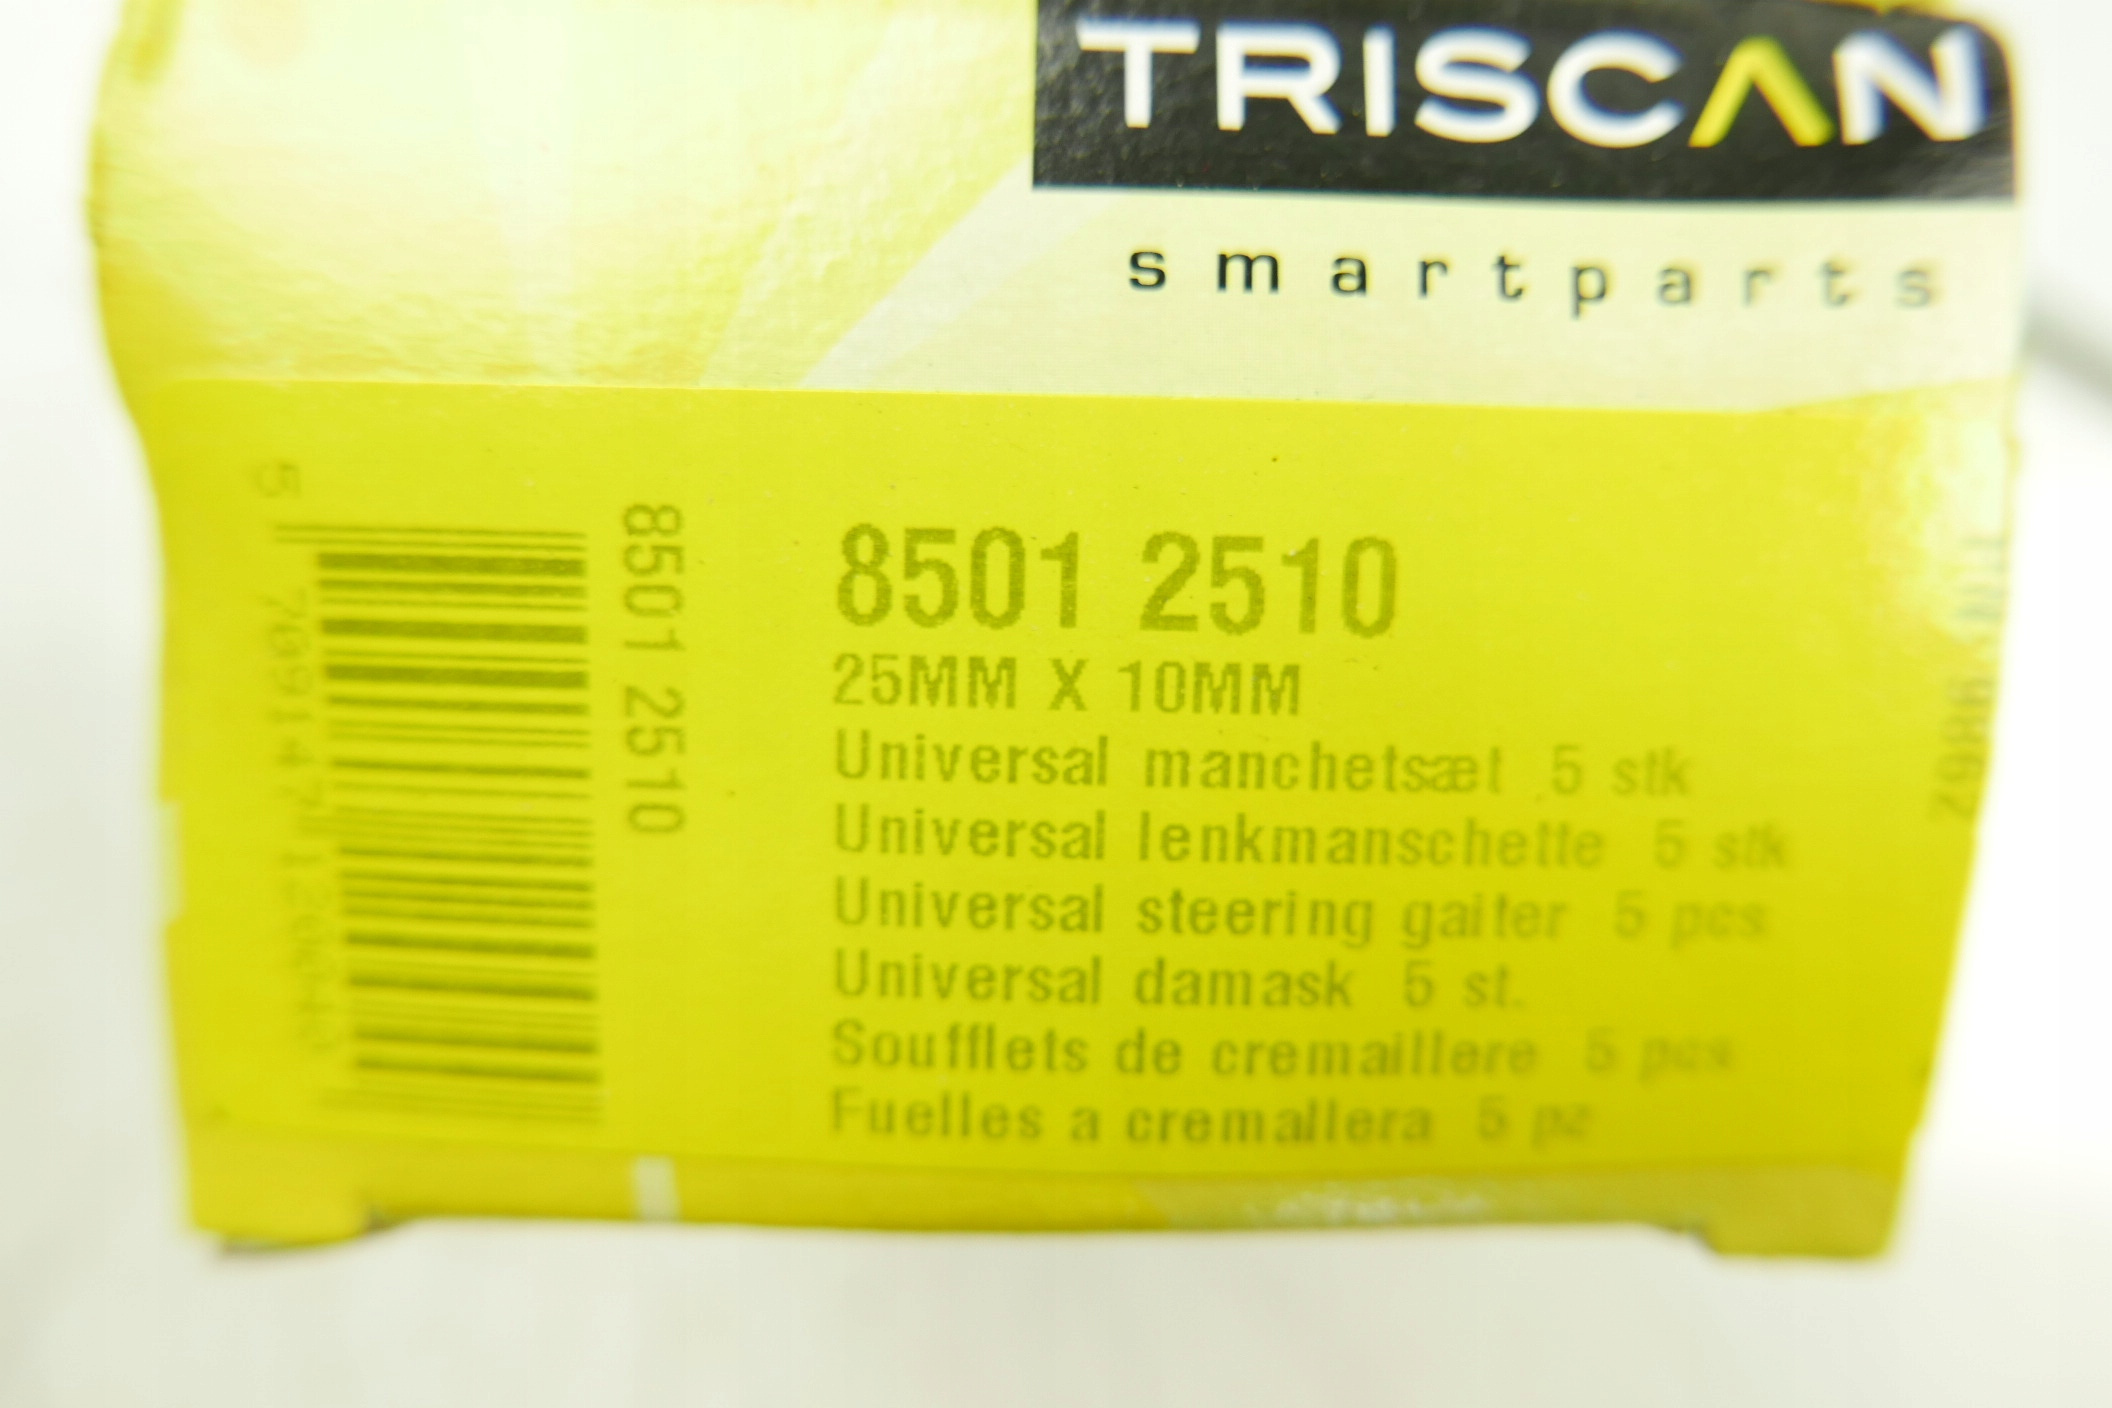 TRISCAN
smartparts
8501 2510
8501 2510
25MM X 10MM
Universal manchetsæt 5 stk
Universal lenkmanschette 5 stk
Universal steering gaiter 5 pcs
Universal damask 5 st.
Soufflets de cremaillere 5 pcs
Fuelles a cremallera 5 pz